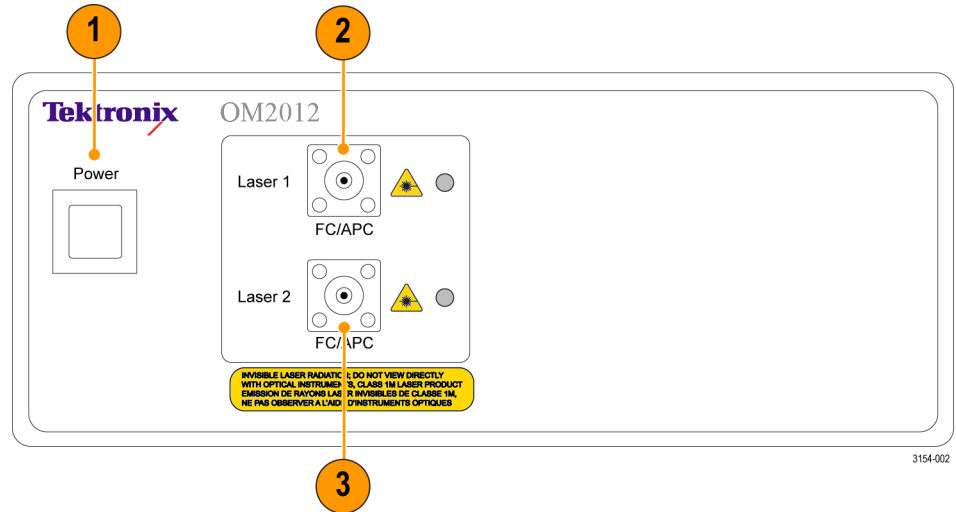 1
2
Tektronix
OM2012
Power
Laser 1
FC/APC
Laser 2
FC/APC
INVISIBLE LASER RADIATION; DO NOT VIEW DIRECTLY
WITH OPTICAL INSTRUMENTS, CLASS 1M LASER PRODUCT
EMISSION DE RAYONS LASER INVISIBLES DE CLASSE 1M,
NE PAS OBSERVER A L'AIDE D'INSTRUMENTS OPTIQUES
3154-002
3